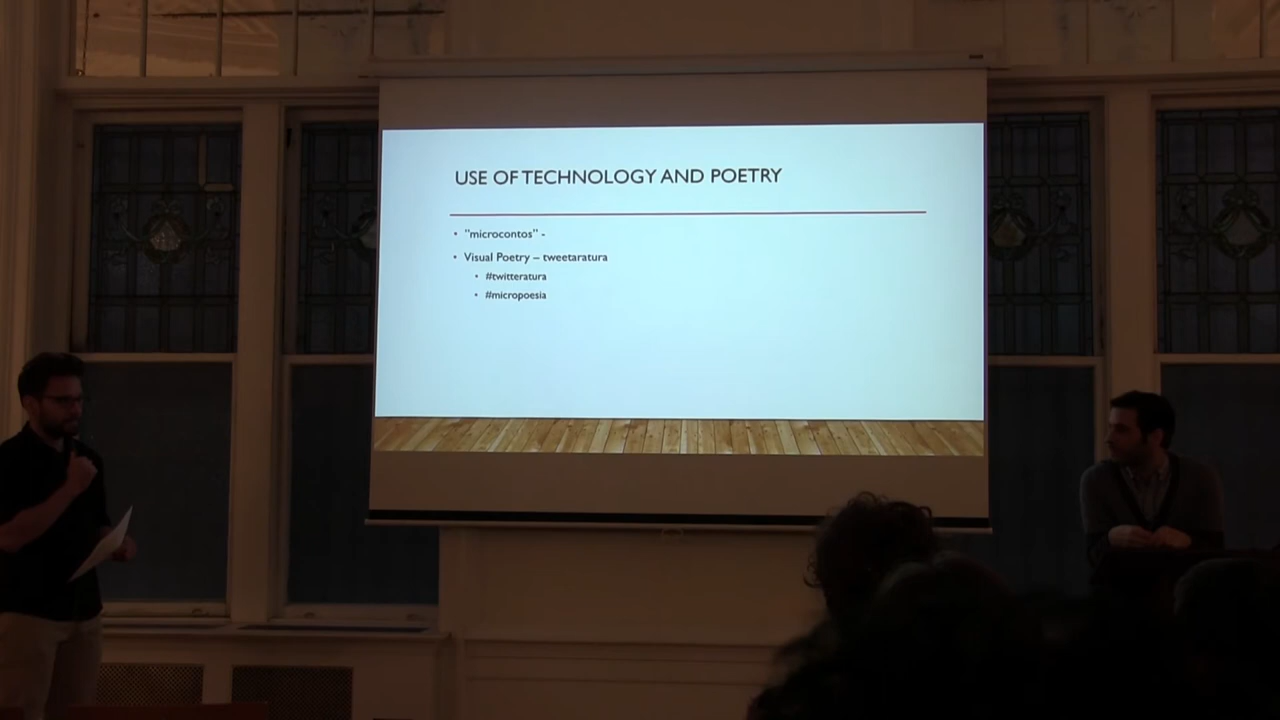 USE OF TECHNOLOGY AND POETRY
• "microcontos" -
• Visual Poetry – tweetaratura
• #twitteratura
• #micropoesia